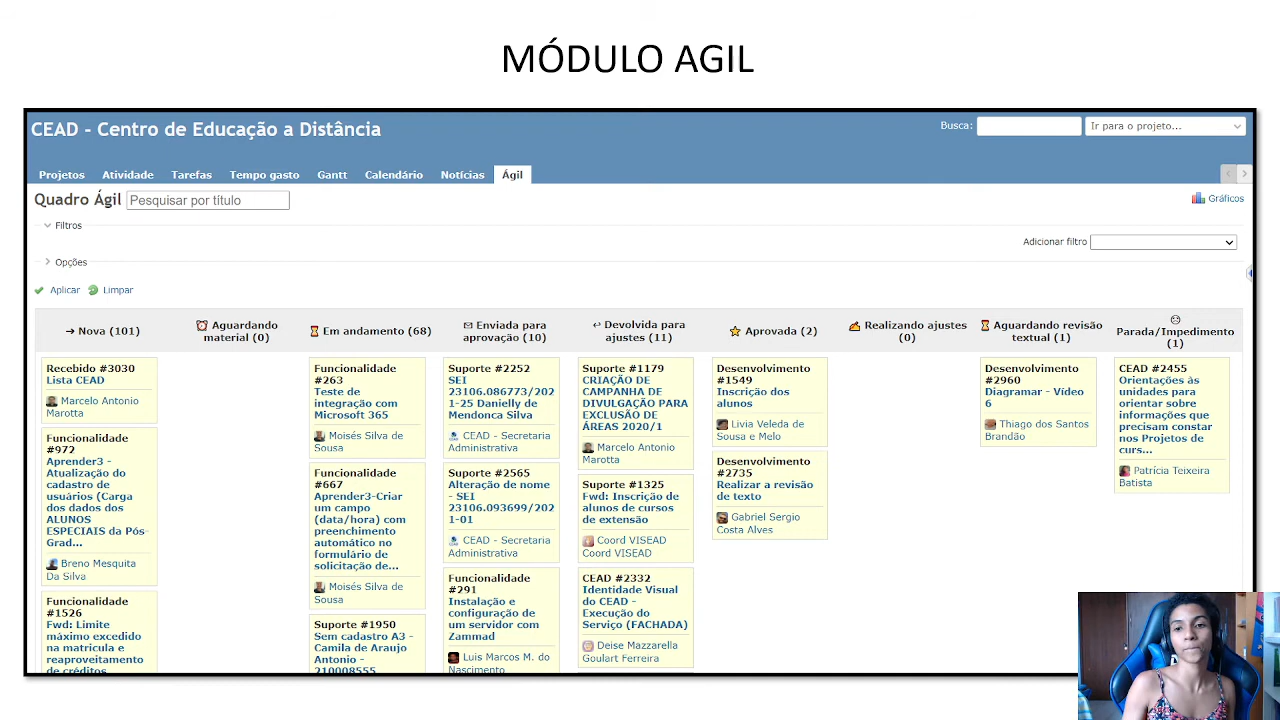 MÓDULO AGIL
CEAD - Centro de Educação a Distância
Busca:
Ir para o projeto...
Projetos Atividade Tarefas Tempo gasto Gantt Calendário Notícias Ágil
Quadro Ágil Pesquisar por título
Gráficos
Filtros
Adicionar filtro
Opções
Aplicar Limpar
Nova (101)
Aguardando
material (0)
Em andamento (68)
Enviada para
aprovação (10)
Devolvida para
ajustes (11)
Aprovada (2)
Realizando ajustes
(0)
Aguardando revisão
textual (1)
Parada/Impedimento
(1)
Recebido #3030
Lista CEAD
Marcelo Antonio
Marotta
Funcionalidade
#972
Aprender3 -
Atualização do
cadastro de
usuários (Carga
dos dados dos
ALUNOS
ESPECIAIS da Pós-
Grad...
Breno Mesquita
Da Silva
Funcionalidade
#1526
Fwd: Limite
máximo excedido
na matricula e
reaproveitamento
de créditos
Funcionalidade
#263
Teste de
integração com
Microsoft 365
Moisés Silva de
Sousa
Funcionalidade
#667
Aprender3-Criar
um campo
(data/hora) com
preenchimento
automático no
formulário de
solicitação de...
Moisés Silva de
Sousa
Suporte #1950
Sem cadastro A3 -
Camila de Araujo
Antonio -
210008555
Suporte #2252
SEI
23106.086773/202
1-25 Danielly de
Mendonca Silva
CEAD - Secretaria
Administrativa
Suporte #2565
Alteração de nome
- SEI
23106.093699/202
1-01
CEAD - Secretaria
Administrativa
Funcionalidade
#291
Instalação e
configuração de
um servidor com
Zammad
Luis Marcos M. do
Nascimento
Suporte #1179
CRIAÇÃO DE
CAMPANHA DE
DIVULGAÇÃO PARA
EXCLUSÃO DE
ÁREAS 2020/1
Marcelo Antonio
Marotta
Suporte #1325
Fwd: Inscrição de
alunos de cursos
de extensão
Coord VISEAD
Coord VISEAD
CEAD #2332
Identidade Visual
do CEAD -
Execução do
Serviço (FACHADA)
Deise Mazzarella
Goulart Ferreira
Desenvolvimento
#1549
Inscrição dos
alunos
Livia Veleda de
Sousa e Melo
Desenvolvimento
#2735
Realizar a revisão
de texto
Gabriel Sergio
Costa Alves
Desenvolvimento
#2960
Diagramar - Vídeo
6
Thiago dos Santos
Brandão
CEAD #2455
Orientações às
unidades para
orientar sobre
informações que
precisam constar
nos Projetos de
curs...
Patrícia Teixeira
Batista